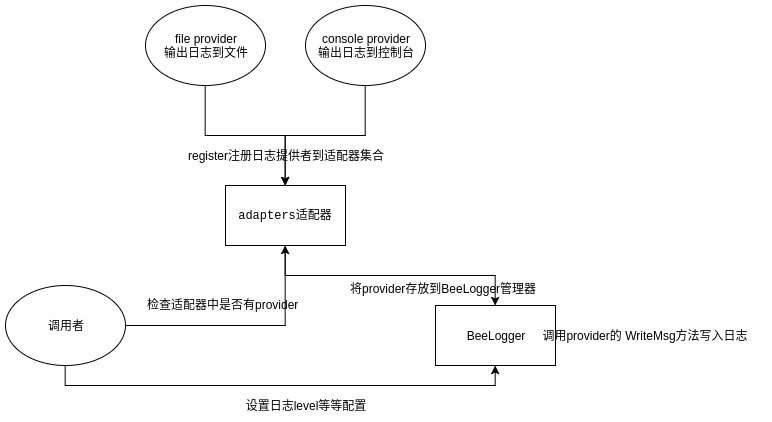 file provider
输出日志到文件
console provider
输出日志到控制台
register注册日志提供者到适配器集合
adapters适配器
将provider存放到BeeLogger管理器
检查适配器中是否有provider
调用者
BeeLogger
调用provider的 WriteMsg方法写入日志
设置日志level等等配置